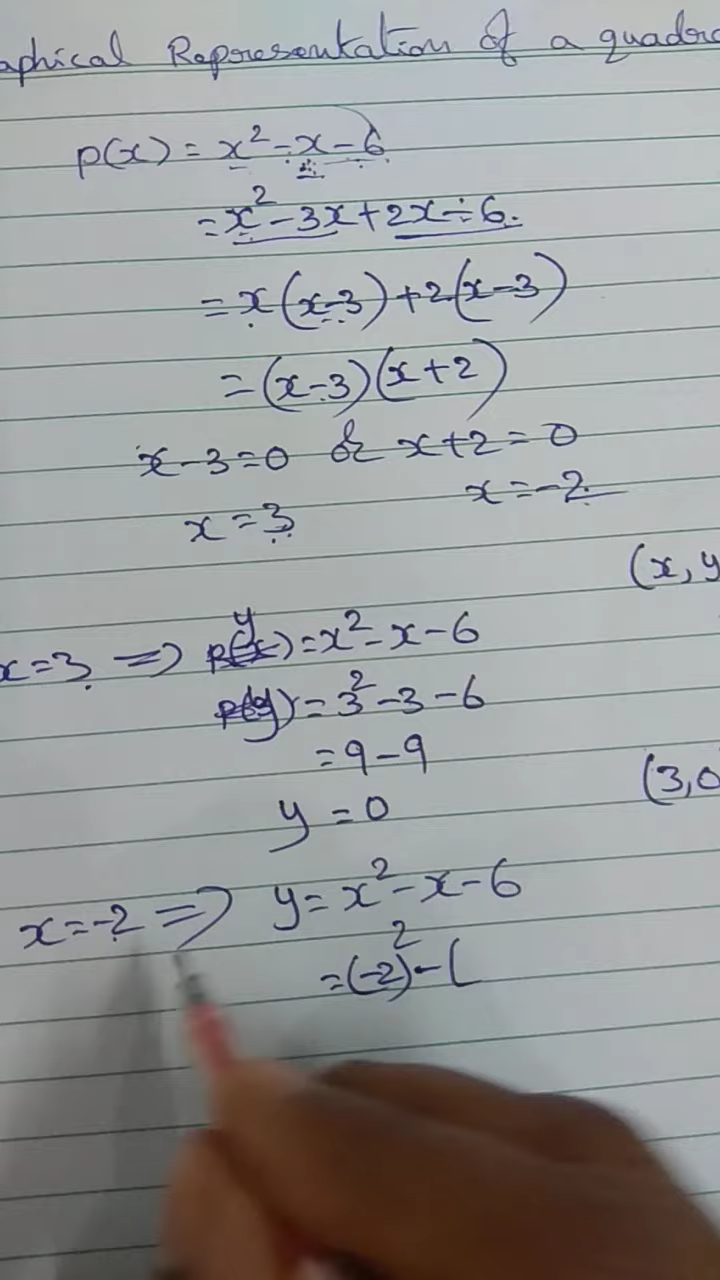 aphical Representation of a quadra
p(x) = x² - x - 6
= x² - 3x + 2x - 6.
= x(x-3) + 2(x-3)
= (x-3)(x+2)
x-3=0 or x+2=0
x = 3 x = -2
(x, y
x=3 => y = x² - x - 6
= 3² - 3 - 6
= 9 - 9
(3,0
y = 0
x=-2 => y = x² - x - 6
= (-2)² - (